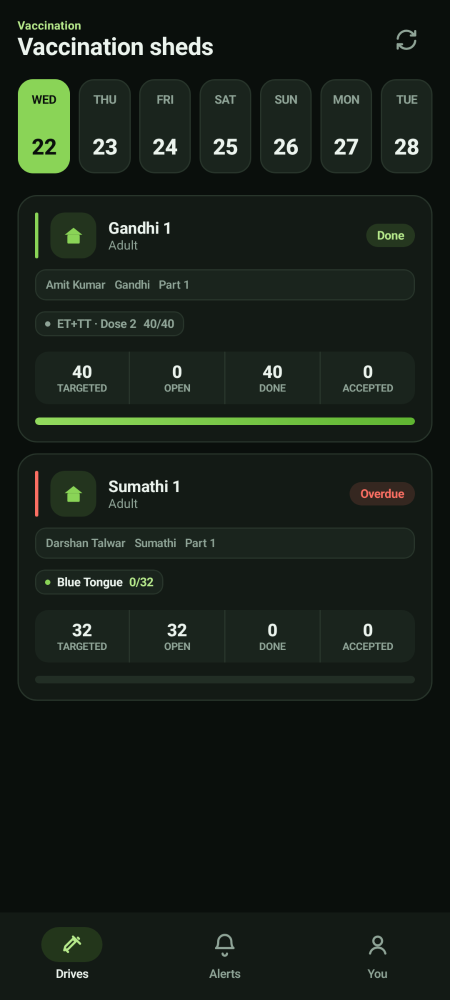 Vaccination
Vaccination sheds
WED THU FRI SAT SUN MON TUE
22 23 24 25 26 27 28
Gandhi 1
Adult
Done
Amit Kumar Gandhi Part 1
ET+TT · Dose 2 40/40
40 0 40 0
TARGETED OPEN DONE ACCEPTED
Sumathi 1
Adult
Overdue
Darshan Talwar Sumathi Part 1
Blue Tongue 0/32
32 32 0 0
TARGETED OPEN DONE ACCEPTED
Drives Alerts You